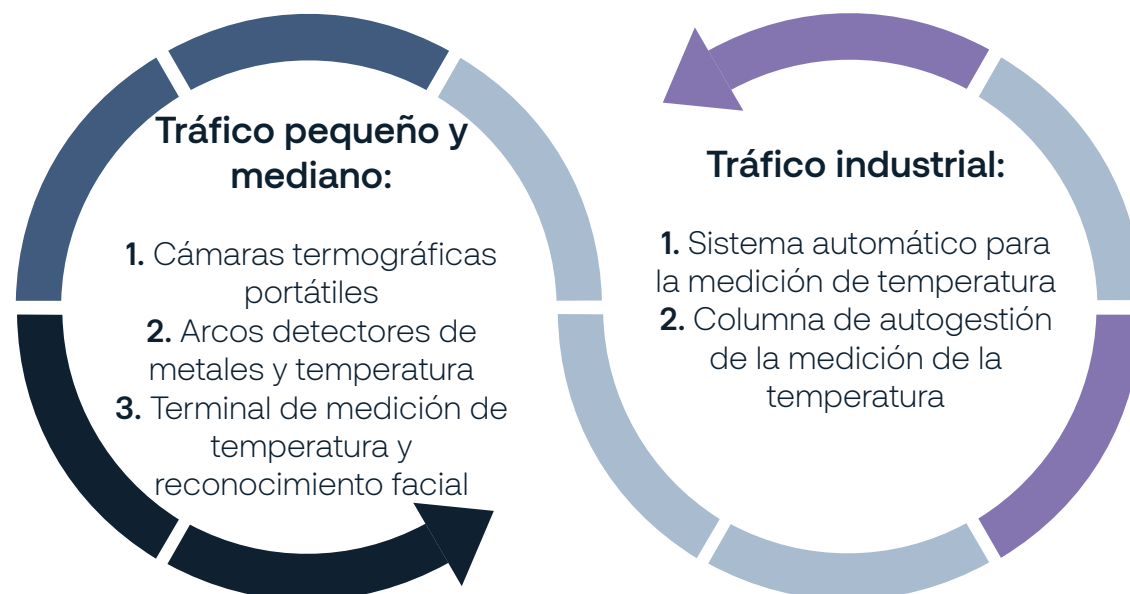 Tráfico pequeño y
mediano:
1. Cámaras termográficas
portátiles
2. Arcos detectores de
metales y temperatura
3. Terminal de medición de
temperatura y
reconocimiento facial
Tráfico industrial:
1. Sistema automático para
la medición de temperatura
2. Columna de autogestión
de la medición de la
temperatura